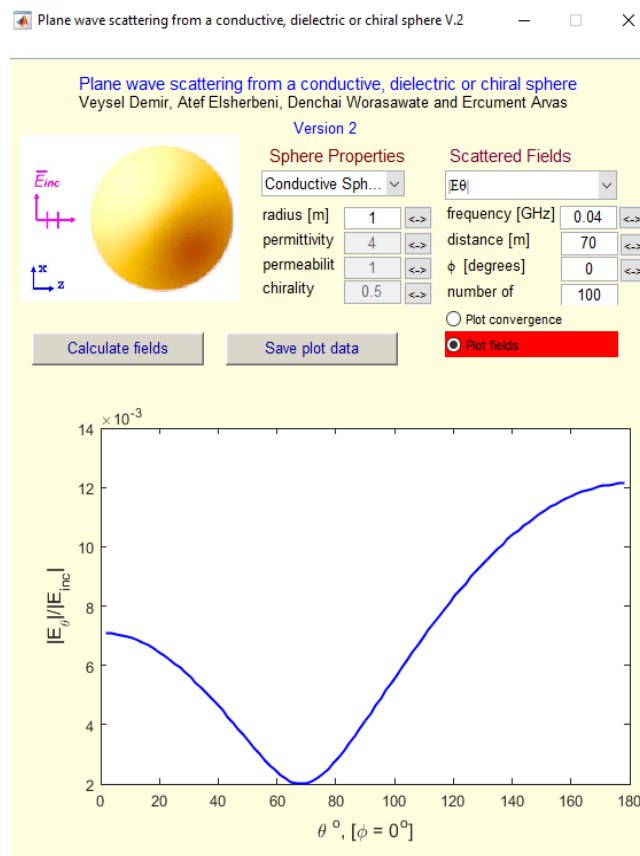 Plane wave scattering from a conductive, dielectric or chiral sphere V.2
Plane wave scattering from a conductive, dielectric or chiral sphere
Veysel Demir, Atef Elsherbeni, Denchai Worasawate and Ercument Arvas
Version 2
Sphere Properties
Scattered Fields
E̅inc
x
z
Conductive Sph...
|Eθ|
radius [m] 1 <->
frequency [GHz] 0.04 <->
permittivity 4 <->
distance [m] 70 <->
permeabilit 1 <->
ϕ [degrees] 0 <->
chirality 0.5 <->
number of 100
Plot convergence
Plot fields
Calculate fields
Save plot data
×10⁻³
14
12
10
8
6
4
2
|Eθ|/|Einc|
0 20 40 60 80 100 120 140 160 180
θ °, [ϕ = 0°]